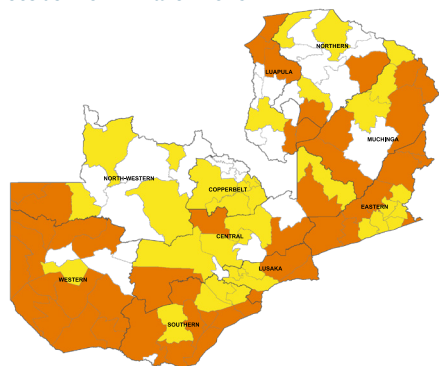 NORTHERN
LUAPULA
MUCHINGA
NORTH-WESTERN
COPPERBELT
EASTERN
CENTRAL
LUSAKA
WESTERN
SOUTHERN